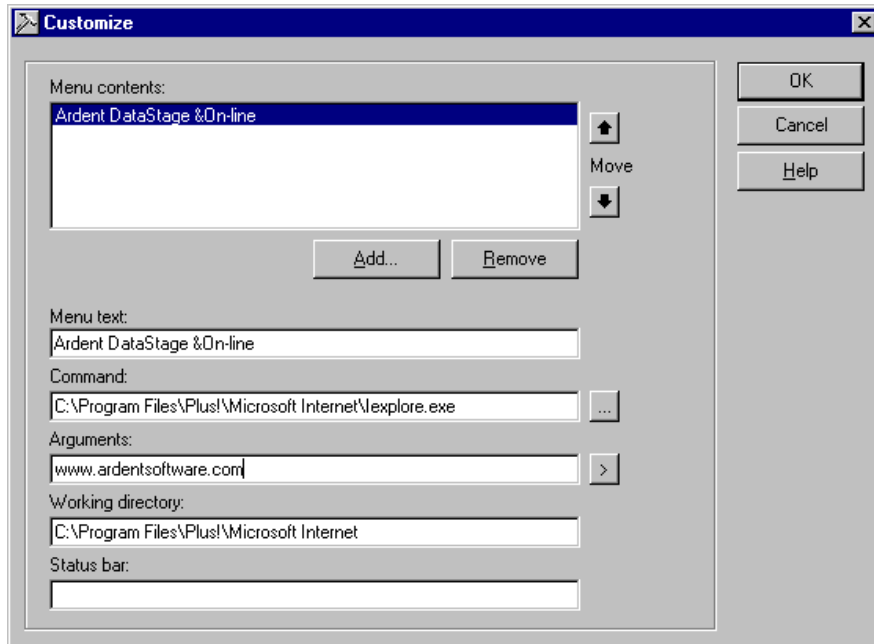 Customize
Menu contents:
Ardent DataStage &On-line
Move
Add...
Remove
Menu text:
Ardent DataStage &On-line
Command:
C:\Program Files\Plus!\Microsoft Internet\Iexplore.exe
...
Arguments:
www.ardentsoftware.com
>
Working directory:
C:\Program Files\Plus!\Microsoft Internet
Status bar:
OK
Cancel
Help